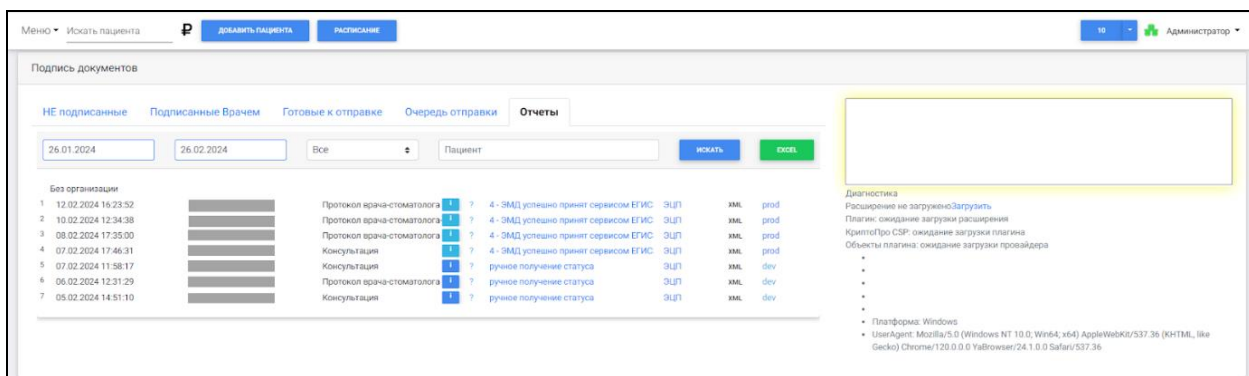 Меню Искать пациента ₽ ДОБАВИТЬ ПАЦИЕНТА РАСПИСАНИЕ 10 Администратор
Подпись документов
НЕ подписанные Подписанные Врачем Готовые к отправке Очередь отправки Отчеты
26.01.2024 26.02.2024 Все Пациент ИСКАТЬ EXCEL
Без организации
1 12.02.2024 16:23:52 Протокол врача-стоматолога i ? 4 - ЭМД успешно принят сервисом ЕГИС ЭЦП XML prod
2 10.02.2024 12:34:38 Протокол врача-стоматолога i ? 4 - ЭМД успешно принят сервисом ЕГИС ЭЦП XML prod
3 08.02.2024 17:35:00 Протокол врача-стоматолога i ? 4 - ЭМД успешно принят сервисом ЕГИС ЭЦП XML prod
4 07.02.2024 17:46:31 Консультация i ? 4 - ЭМД успешно принят сервисом ЕГИС ЭЦП XML prod
5 07.02.2024 11:58:17 Консультация i ? ручное получение статуса ЭЦП XML dev
6 06.02.2024 12:31:29 Протокол врача-стоматолога i ? ручное получение статуса ЭЦП XML dev
7 05.02.2024 14:51:10 Консультация i ? ручное получение статуса ЭЦП XML dev
Диагностика
Расширение не загруженоЗагрузить
Плагин: ожидание загрузки расширения
КриптоПро CSP: ожидание загрузки плагина
Объекты плагина: ожидание загрузки провайдера
Платформа: Windows
UserAgent: Mozilla/5.0 (Windows NT 10.0; Win64; x64) AppleWebKit/537.36 (KHTML, like
Gecko) Chrome/120.0.0.0 YaBrowser/24.1.0.0 Safari/537.36